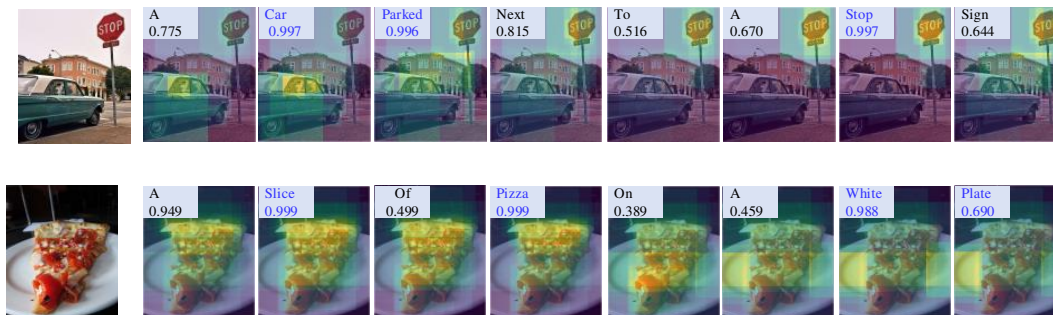 STOP
A Car Parked Next To A Stop Sign
0.775 0.997 0.996 0.815 0.516 0.670 0.997 0.644
A Slice Of Pizza On A White Plate
0.949 0.999 0.499 0.999 0.389 0.459 0.988 0.690